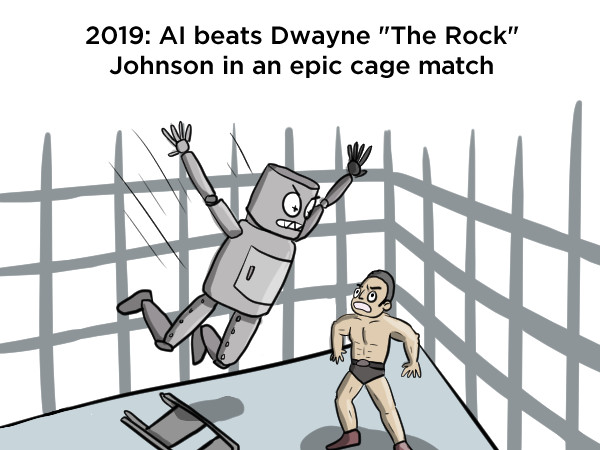 2019: AI beats Dwayne "The Rock"
Johnson in an epic cage match